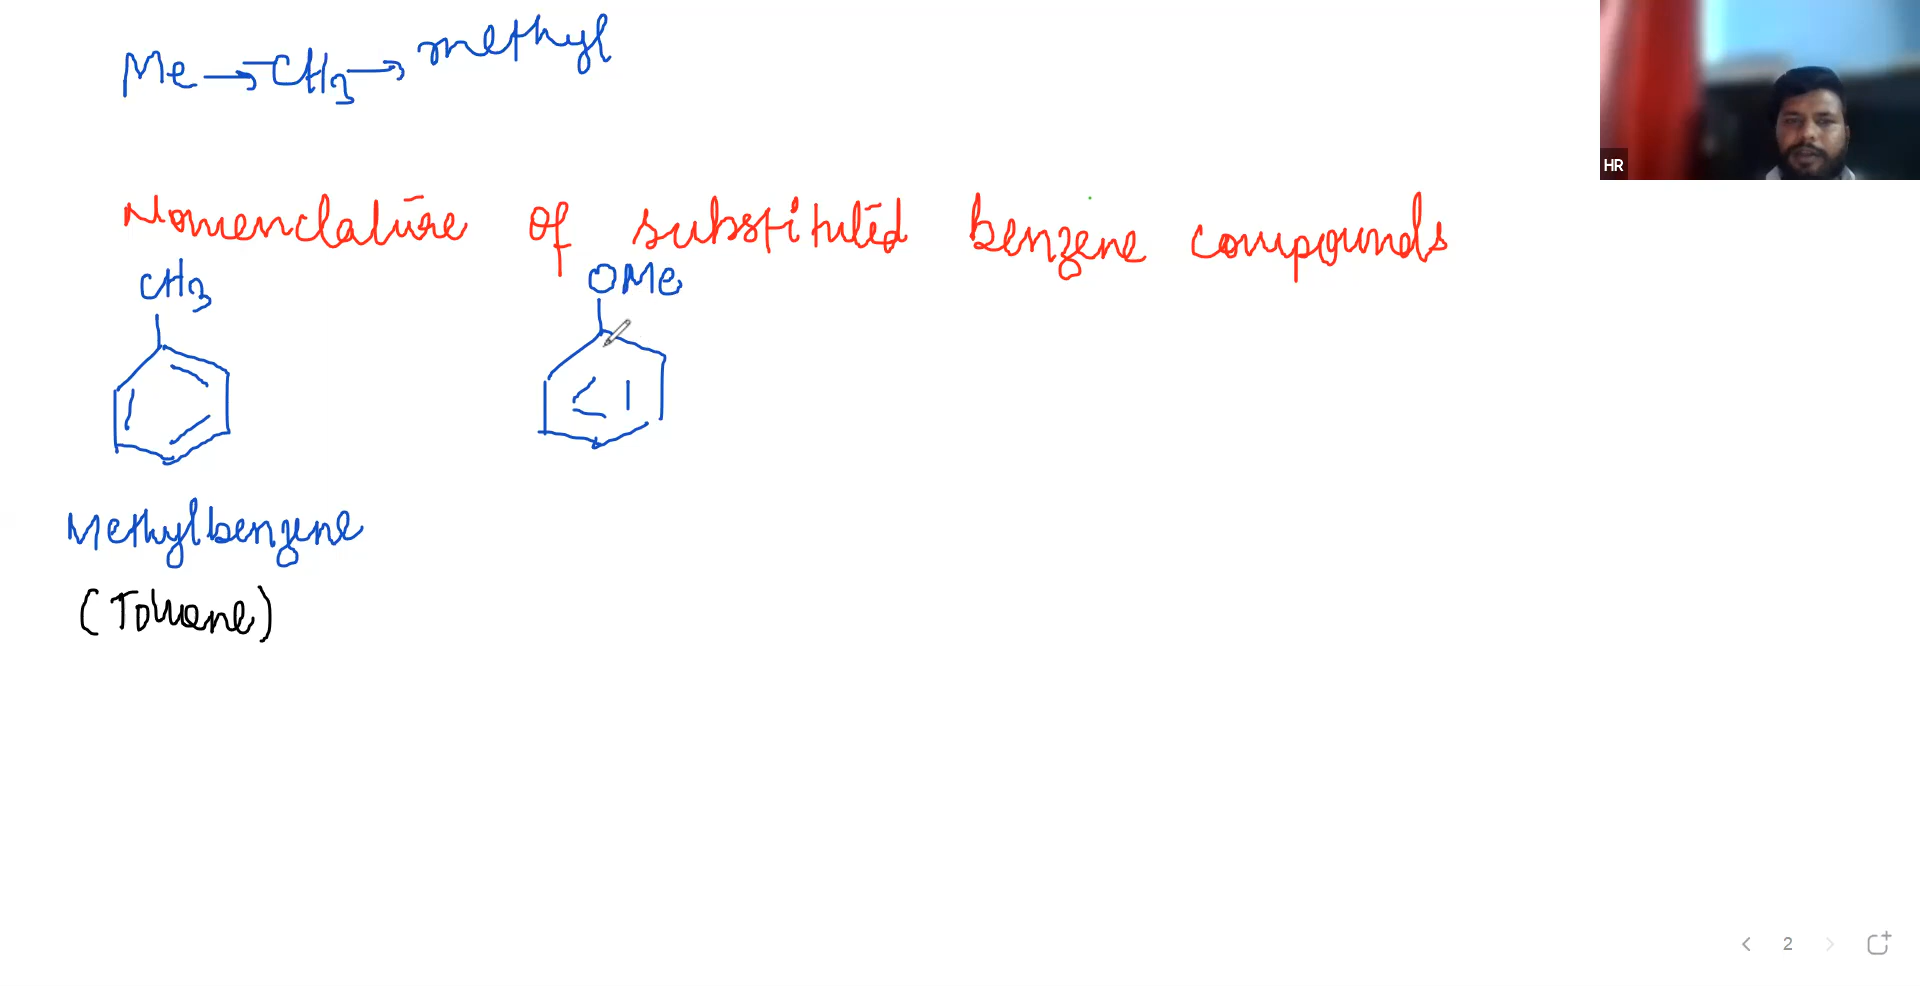 Me → -CH3 → methyl
HR
Nomenclature of substituted benzene compounds
CH3
OMe
Methylbenzene
(Toluene)
2